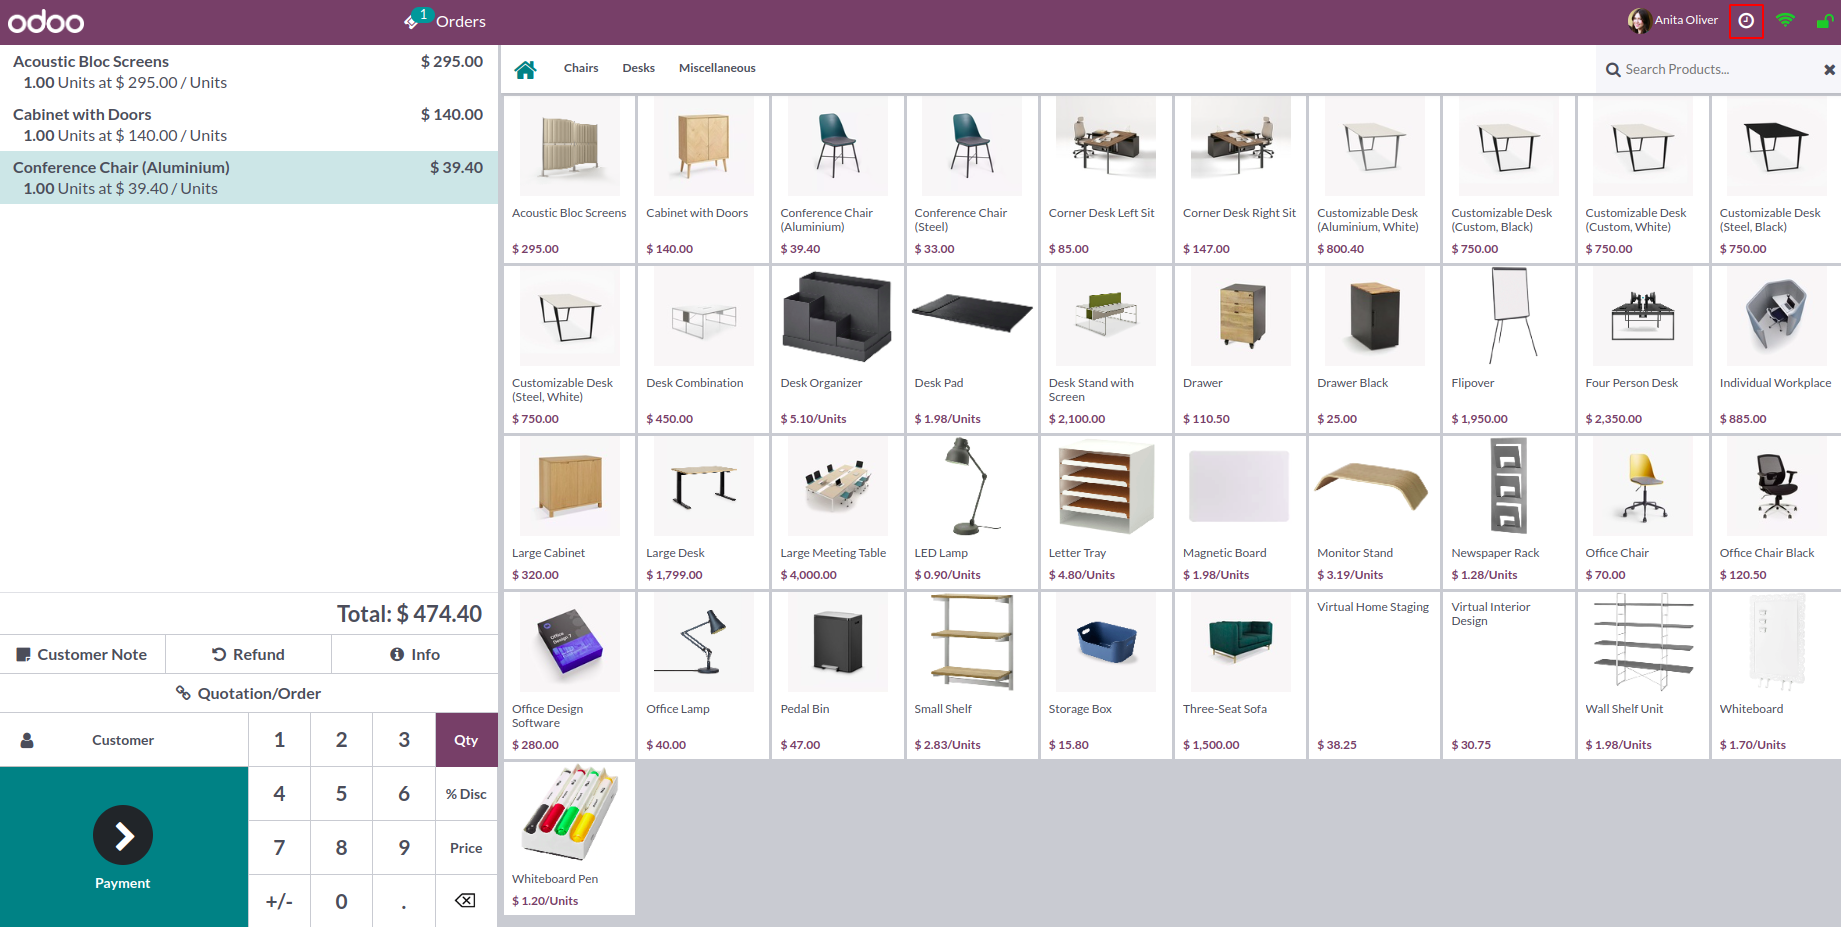 odoo
1
Orders
Anita Oliver
Acoustic Bloc Screens $ 295.00
1.00 Units at $ 295.00 / Units
Cabinet with Doors $ 140.00
1.00 Units at $ 140.00 / Units
Conference Chair (Aluminium) $ 39.40
1.00 Units at $ 39.40 / Units
Total: $ 474.40
Customer Note Refund Info
Quotation/Order
Customer 1 2 3 Qty
4 5 6 % Disc
7 8 9 Price
Payment
+/- 0 .
Chairs Desks Miscellaneous Search Products...
Acoustic Bloc Screens
$ 295.00
Cabinet with Doors
$ 140.00
Conference Chair
(Aluminium)
$ 39.40
Conference Chair
(Steel)
$ 33.00
Corner Desk Left Sit
$ 85.00
Corner Desk Right Sit
$ 147.00
Customizable Desk
(Aluminium, White)
$ 800.40
Customizable Desk
(Custom, Black)
$ 750.00
Customizable Desk
(Custom, White)
$ 750.00
Customizable Desk
(Steel, Black)
$ 750.00
Customizable Desk
(Steel, White)
$ 750.00
Desk Combination
$ 450.00
Desk Organizer
$ 5.10/Units
Desk Pad
$ 1.98/Units
Desk Stand with
Screen
$ 2,100.00
Drawer
$ 110.50
Drawer Black
$ 25.00
Flipover
$ 1,950.00
Four Person Desk
$ 2,350.00
Individual Workplace
$ 885.00
Large Cabinet
$ 320.00
Large Desk
$ 1,799.00
Large Meeting Table
$ 4,000.00
LED Lamp
$ 0.90/Units
Letter Tray
$ 4.80/Units
Magnetic Board
$ 1.98/Units
Monitor Stand
$ 3.19/Units
Newspaper Rack
$ 1.28/Units
Office Chair
$ 70.00
Office Chair Black
$ 120.50
Office
Design 7
Office Design
Software
$ 280.00
Office Lamp
$ 40.00
Pedal Bin
$ 47.00
Small Shelf
$ 2.83/Units
Storage Box
$ 15.80
Three-Seat Sofa
$ 1,500.00
Virtual Home Staging
$ 38.25
Virtual Interior
Design
$ 30.75
Wall Shelf Unit
$ 1.98/Units
Whiteboard
$ 1.70/Units
Whiteboard Pen
$ 1.20/Units